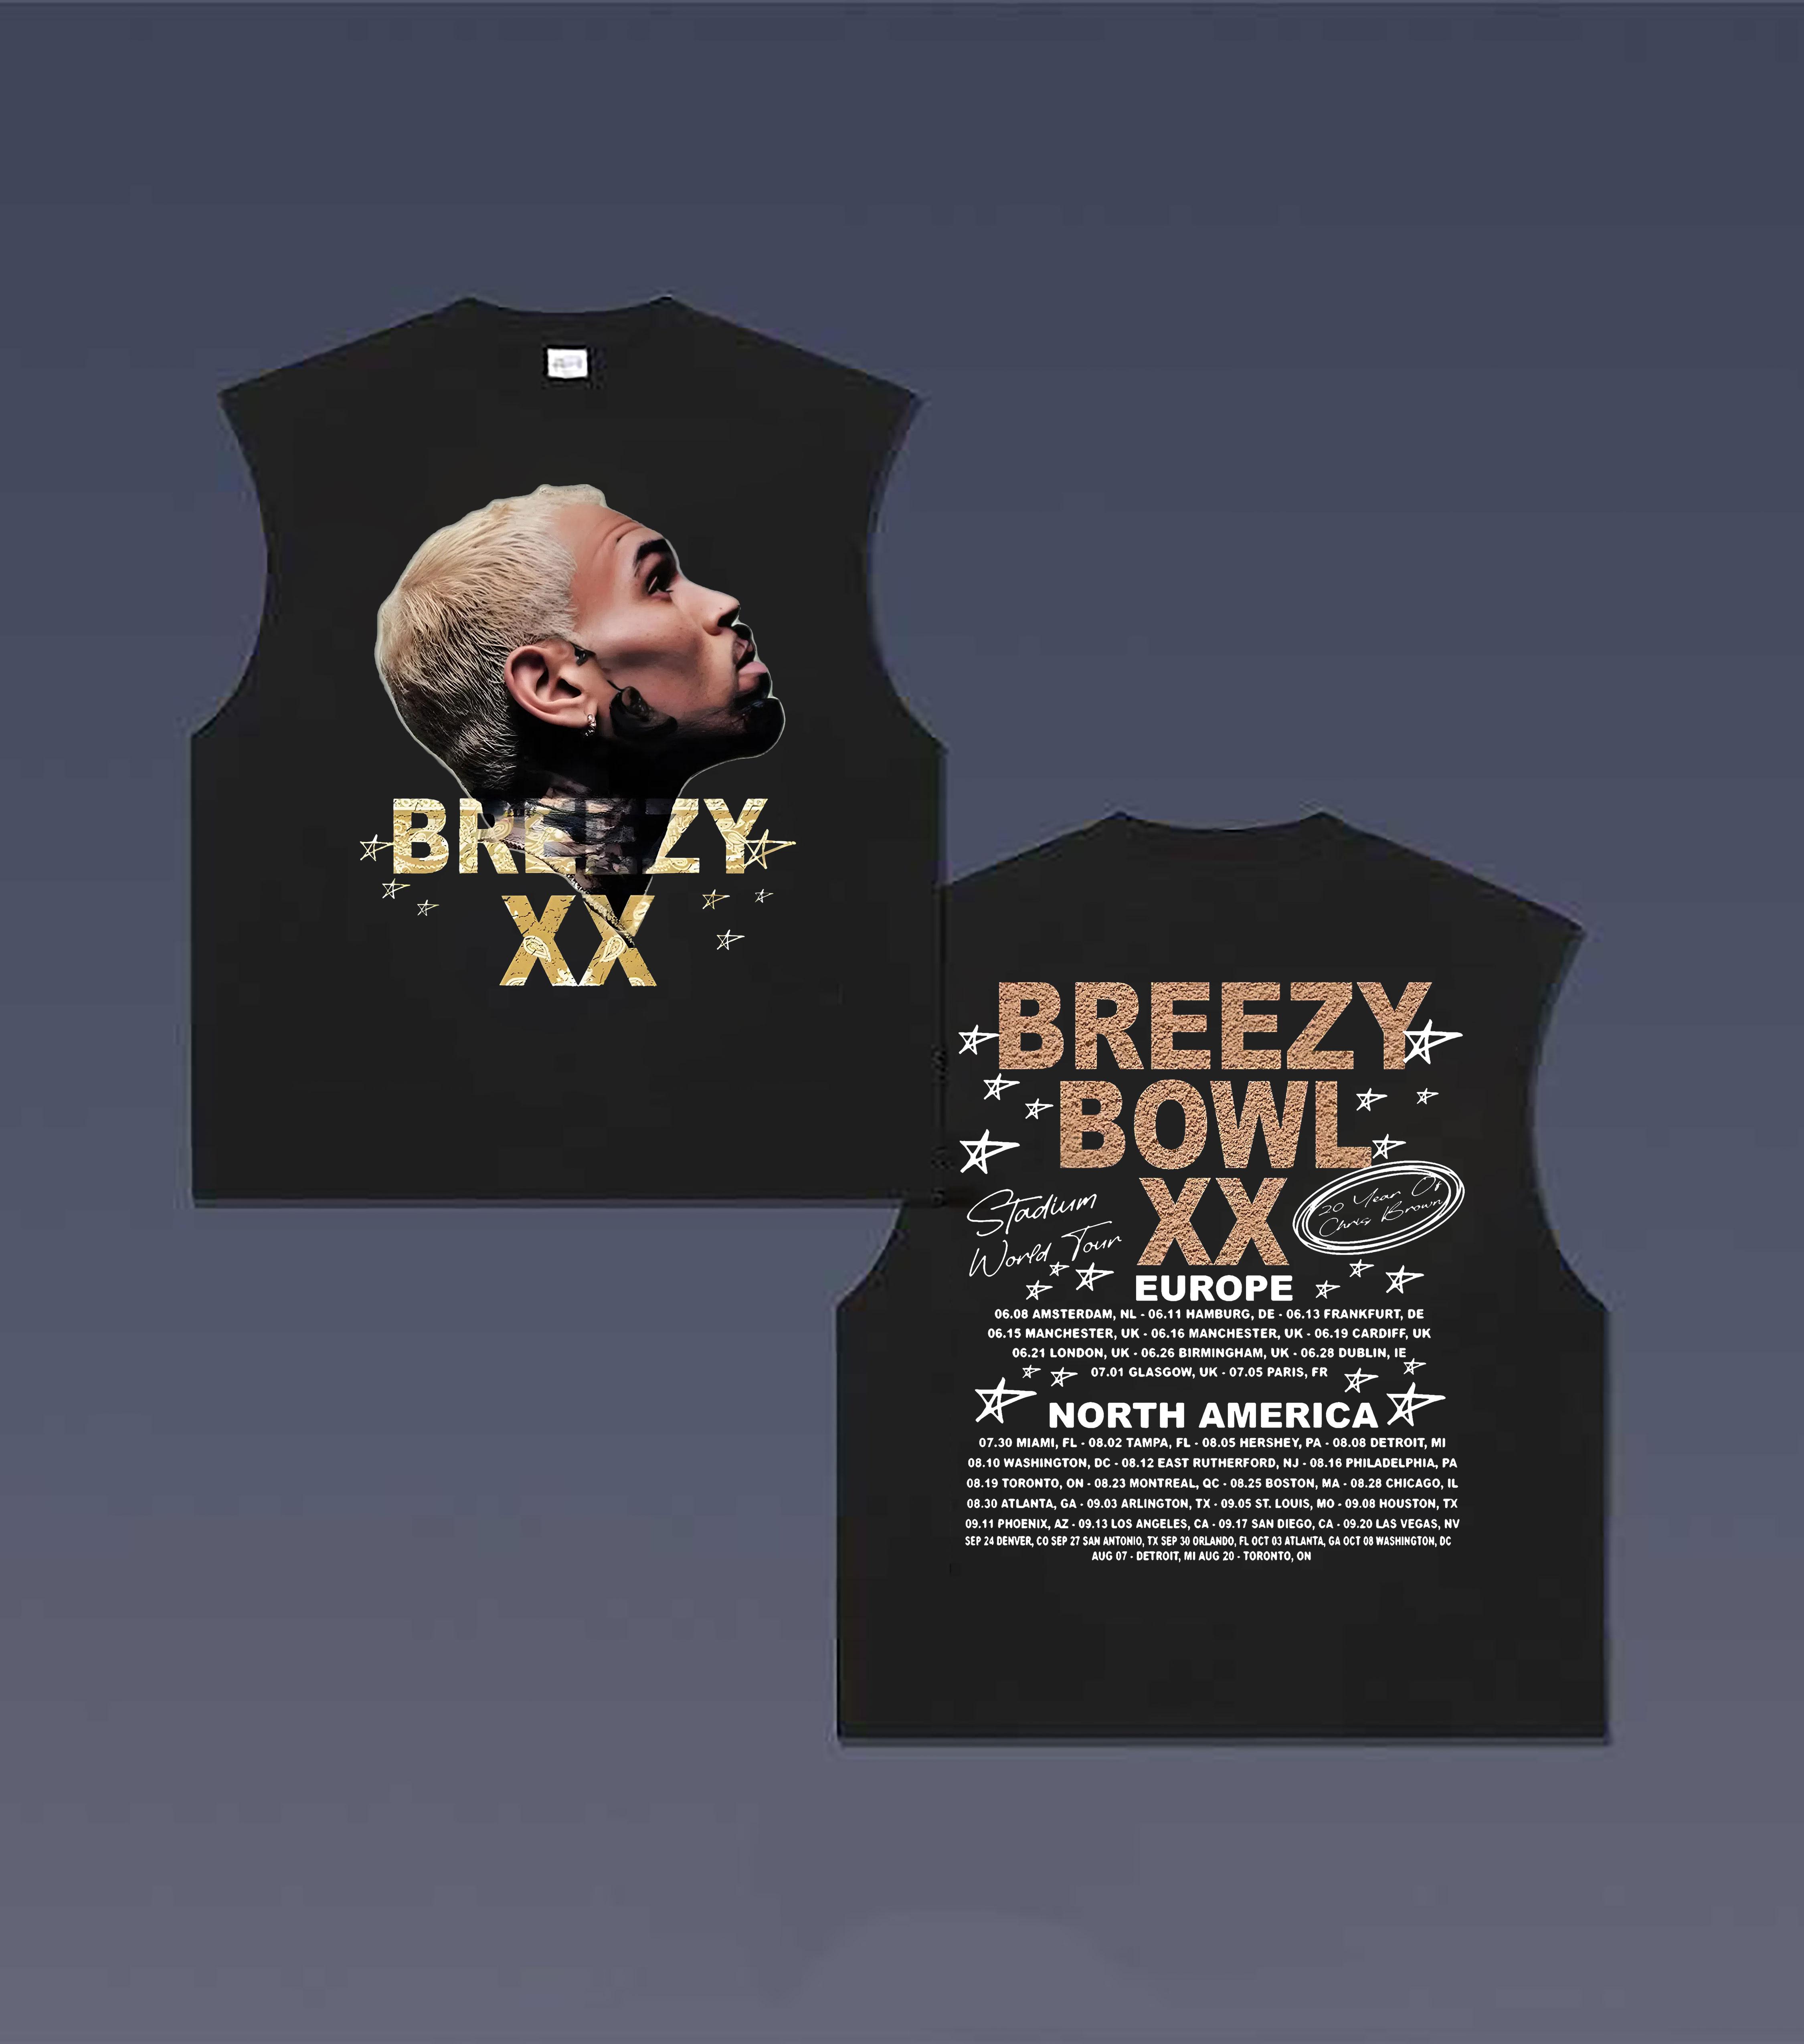 BREEZY
XX
BREEZY
BOWL
XX
Stadium
World Tour
20 Year Of
Chris Brown
EUROPE
06.08 AMSTERDAM, NL - 06.11 HAMBURG, DE - 06.13 FRANKFURT, DE
06.15 MANCHESTER, UK - 06.16 MANCHESTER, UK - 06.19 CARDIFF, UK
06.21 LONDON, UK - 06.26 BIRMINGHAM, UK - 06.28 DUBLIN, IE
07.01 GLASGOW, UK - 07.05 PARIS, FR
NORTH AMERICA
07.30 MIAMI, FL - 08.02 TAMPA, FL - 08.05 HERSHEY, PA - 08.08 DETROIT, MI
08.10 WASHINGTON, DC - 08.12 EAST RUTHERFORD, NJ - 08.16 PHILADELPHIA, PA
08.19 TORONTO, ON - 08.23 MONTREAL, QC - 08.25 BOSTON, MA - 08.28 CHICAGO, IL
08.30 ATLANTA, GA - 09.03 ARLINGTON, TX - 09.05 ST. LOUIS, MO - 09.08 HOUSTON, TX
09.11 PHOENIX, AZ - 09.13 LOS ANGELES, CA - 09.17 SAN DIEGO, CA - 09.20 LAS VEGAS, NV
SEP 24 DENVER, CO SEP 27 SAN ANTONIO, TX SEP 30 ORLANDO, FL OCT 03 ATLANTA, GA OCT 08 WASHINGTON, DC
AUG 07 - DETROIT, MI AUG 20 - TORONTO, ON